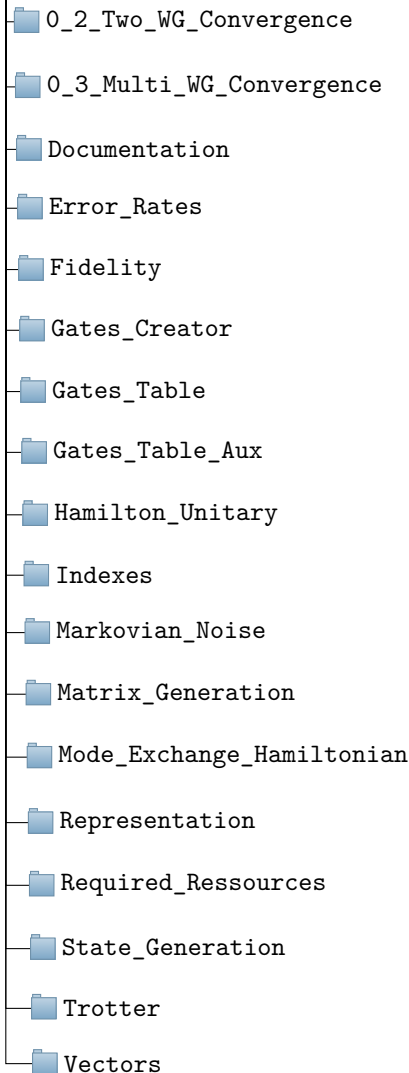 0_2_Two_WG_Convergence
0_3_Multi_WG_Convergence
Documentation
Error_Rates
Fidelity
Gates_Creator
Gates_Table
Gates_Table_Aux
Hamilton_Unitary
Indexes
Markovian_Noise
Matrix_Generation
Mode_Exchange_Hamiltonian
Representation
Required_Ressources
State_Generation
Trotter
Vectors